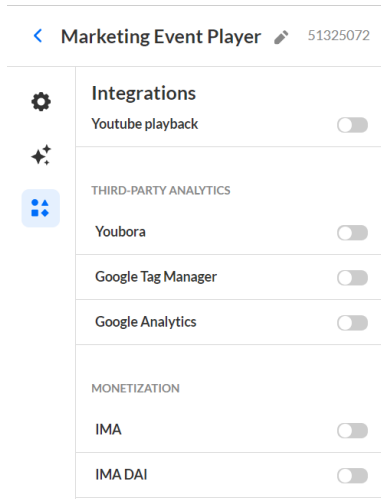 Marketing Event Player 51325072
Integrations
Youtube playback
THIRD-PARTY ANALYTICS
Youbora
Google Tag Manager
Google Analytics
MONETIZATION
IMA
IMA DAI